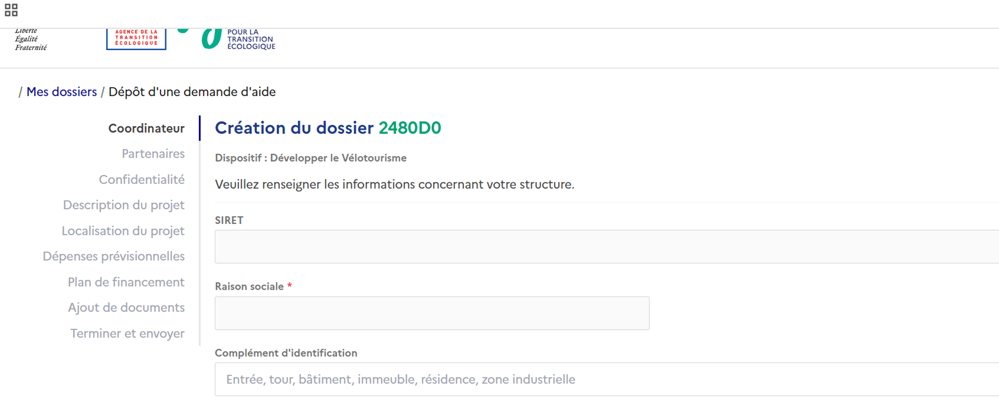 Liberté
Égalité
Fraternité
AGENCE DE LA
TRANSITION
ÉCOLOGIQUE
POUR LA
TRANSITION
ÉCOLOGIQUE
/ Mes dossiers / Dépôt d'une demande d'aide
Coordinateur
Partenaires
Confidentialité
Description du projet
Localisation du projet
Dépenses prévisionnelles
Plan de financement
Ajout de documents
Terminer et envoyer
Création du dossier 2480D0
Dispositif : Développer le Vélotourisme
Veuillez renseigner les informations concernant votre structure.
SIRET
Raison sociale *
Complément d'identification
Entrée, tour, bâtiment, immeuble, résidence, zone industrielle